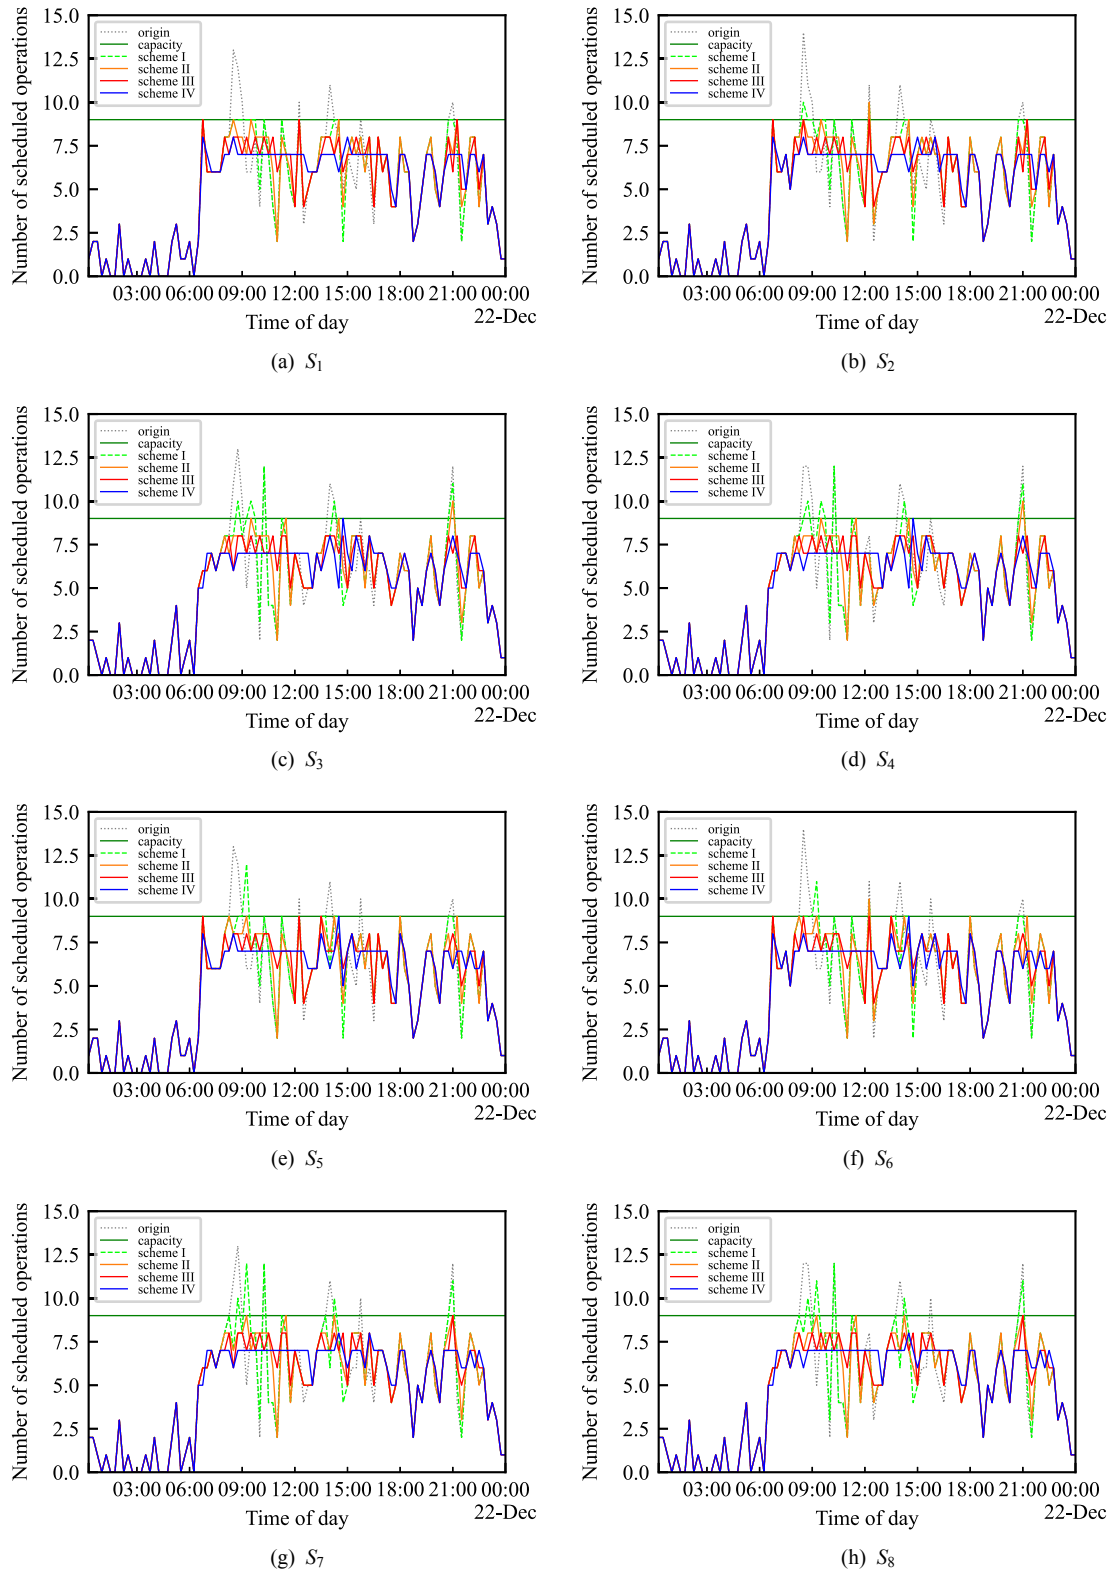 15.0
12.5
10.0
7.5
5.0
2.5
0.0
Number of scheduled operations
origin
capacity
scheme I
scheme II
scheme III
scheme IV
03:00 06:00 09:00 12:00 15:00 18:00 21:00 00:00
22-Dec
Time of day
(a) S1
15.0
12.5
10.0
7.5
5.0
2.5
0.0
Number of scheduled operations
origin
capacity
scheme I
scheme II
scheme III
scheme IV
03:00 06:00 09:00 12:00 15:00 18:00 21:00 00:00
22-Dec
Time of day
(b) S2
15.0
12.5
10.0
7.5
5.0
2.5
0.0
Number of scheduled operations
origin
capacity
scheme I
scheme II
scheme III
scheme IV
03:00 06:00 09:00 12:00 15:00 18:00 21:00 00:00
22-Dec
Time of day
(c) S3
15.0
12.5
10.0
7.5
5.0
2.5
0.0
Number of scheduled operations
origin
capacity
scheme I
scheme II
scheme III
scheme IV
03:00 06:00 09:00 12:00 15:00 18:00 21:00 00:00
22-Dec
Time of day
(d) S4
15.0
12.5
10.0
7.5
5.0
2.5
0.0
Number of scheduled operations
origin
capacity
scheme I
scheme II
scheme III
scheme IV
03:00 06:00 09:00 12:00 15:00 18:00 21:00 00:00
22-Dec
Time of day
(e) S5
15.0
12.5
10.0
7.5
5.0
2.5
0.0
Number of scheduled operations
origin
capacity
scheme I
scheme II
scheme III
scheme IV
03:00 06:00 09:00 12:00 15:00 18:00 21:00 00:00
22-Dec
Time of day
(f) S6
15.0
12.5
10.0
7.5
5.0
2.5
0.0
Number of scheduled operations
origin
capacity
scheme I
scheme II
scheme III
scheme IV
03:00 06:00 09:00 12:00 15:00 18:00 21:00 00:00
22-Dec
Time of day
(g) S7
15.0
12.5
10.0
7.5
5.0
2.5
0.0
Number of scheduled operations
origin
capacity
scheme I
scheme II
scheme III
scheme IV
03:00 06:00 09:00 12:00 15:00 18:00 21:00 00:00
22-Dec
Time of day
(h) S8